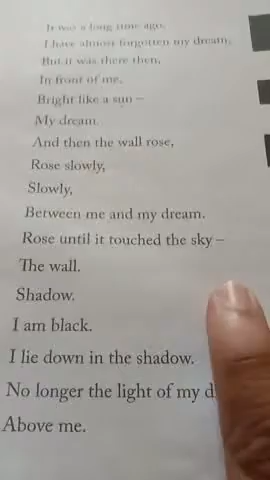 It was a long time ago.
I have almost forgotten my dream.
But it was there then,
In front of me,
Bright like a sun —
My dream.
And then the wall rose,
Rose slowly,
Slowly,
Between me and my dream.
Rose until it touched the sky —
The wall.
Shadow.
I am black.
I lie down in the shadow.
No longer the light of my d
Above me.